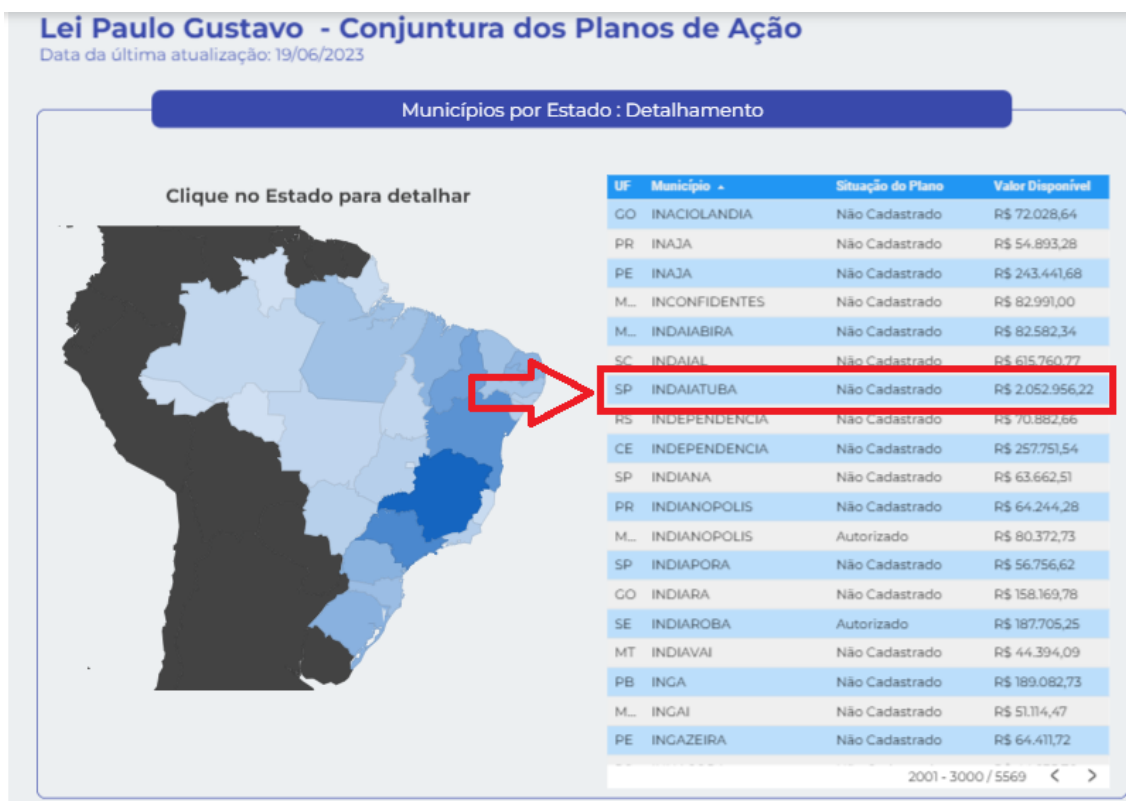 Lei Paulo Gustavo - Conjuntura dos Planos de Ação
Data da última atualização: 19/06/2023
Municípios por Estado : Detalhamento
Clique no Estado para detalhar
UF Município Situação do Plano Valor Disponível
GO INACIOLANDIA Não Cadastrado R$ 72.028,64
PR INAJA Não Cadastrado R$ 54.893,28
PE INAJA Não Cadastrado R$ 243.441,68
M... INCONFIDENTES Não Cadastrado R$ 82.991,00
M... INDAIABIRA Não Cadastrado R$ 82.582,34
SC INDAIAL Não Cadastrado R$ 615.760,77
SP INDAIATUBA Não Cadastrado R$ 2.052.956,22
RS INDEPENDENCIA Não Cadastrado R$ 70.882,66
CE INDEPENDENCIA Não Cadastrado R$ 257.751,54
SP INDIANA Não Cadastrado R$ 63.662,51
PR INDIANOPOLIS Não Cadastrado R$ 64.244,28
M... INDIANOPOLIS Autorizado R$ 80.372,73
SP INDIAPORA Não Cadastrado R$ 56.756,62
GO INDIARA Não Cadastrado R$ 158.169,78
SE INDIAROBA Autorizado R$ 187.705,25
MT INDIAVAI Não Cadastrado R$ 44.394,09
PB INGA Não Cadastrado R$ 189.082,73
M... INGAI Não Cadastrado R$ 51.114,47
PE INGAZEIRA Não Cadastrado R$ 64.411,72
2001 - 3000 / 5569 < >